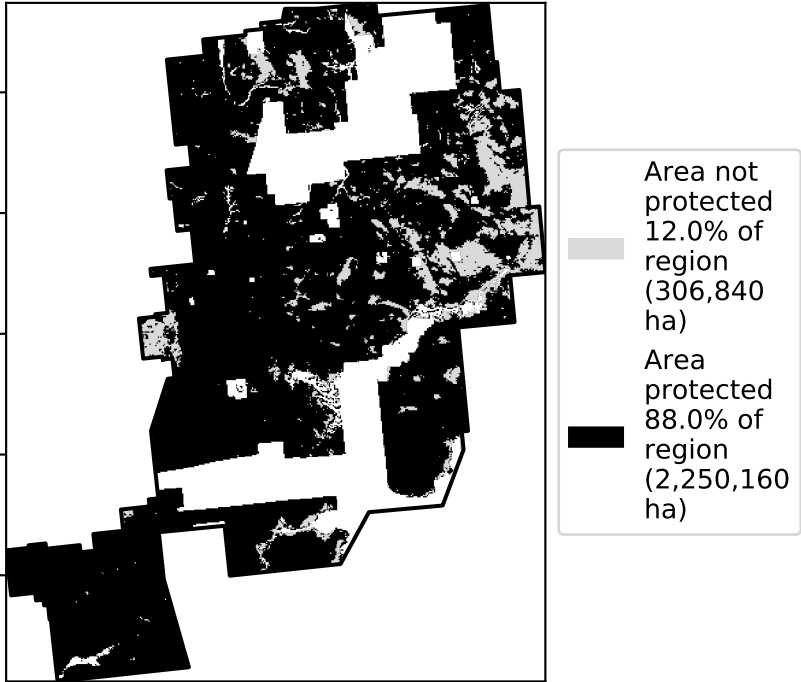 Area not
protected
12.0% of
region
(306,840
ha)
Area
protected
88.0% of
region
(2,250,160
ha)